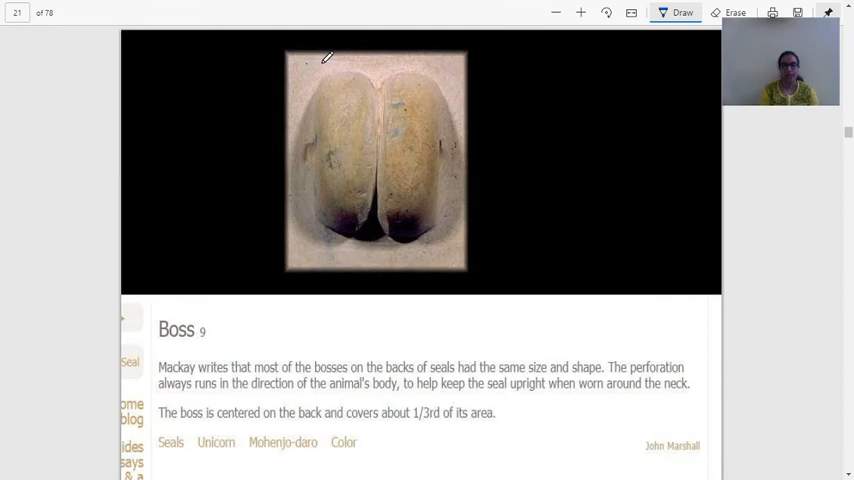 21 of 78
Draw
Erase
Boss 9
Seal
Mackay writes that most of the bosses on the backs of seals had the same size and shape. The perforation
always runs in the direction of the animal's body, to help keep the seal upright when worn around the neck.
ome
blog
The boss is centered on the back and covers about 1/3rd of its area.
Seals Unicorn Mohenjo-daro Color
John Marshall
ides
says
& a